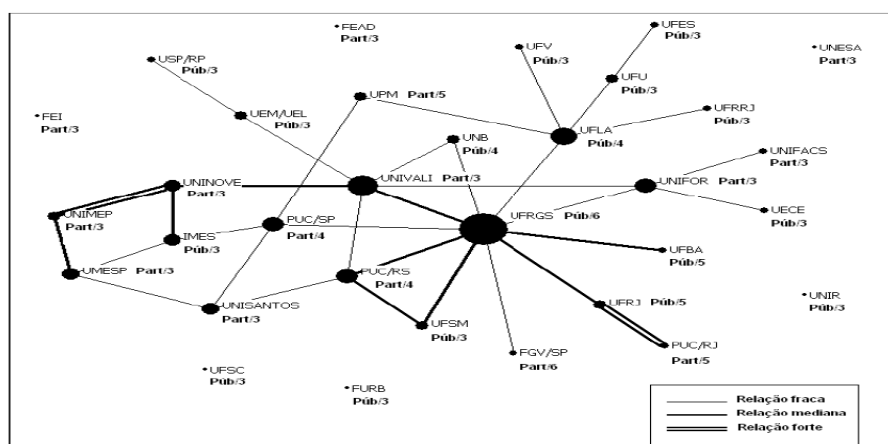 FEAD
Part/3
UFES
Púb/3
UFV
Púb/3
UNESA
Part/3
USP/RP
Púb/3
UFU
Púb/3
UPM Part/5
FEI
Part/3
UEM/UEL
Púb/3
UFRRJ
Púb/3
UFLA
Púb/4
UNB
Púb/4
UNIFACS
Part/3
UNINOVE
Part/3
UNIVALI Part/3
UNIFOR Part/3
UNIMEP
Part/3
UFRGS Púb/6
UECE
Púb/3
PUC/SP
Part/4
IMES
Púb/3
UFBA
Púb/5
UMESP Part/3
PUC/RS
Part/4
UNIR
Púb/3
UNISANTOS
Part/3
UFRJ Púb/5
UFSM
Púb/3
PUC/RJ
Part/5
FGV/SP
Part/6
UFSC
Púb/3
FURB
Púb/3
Relação fraca
Relação mediana
Relação forte